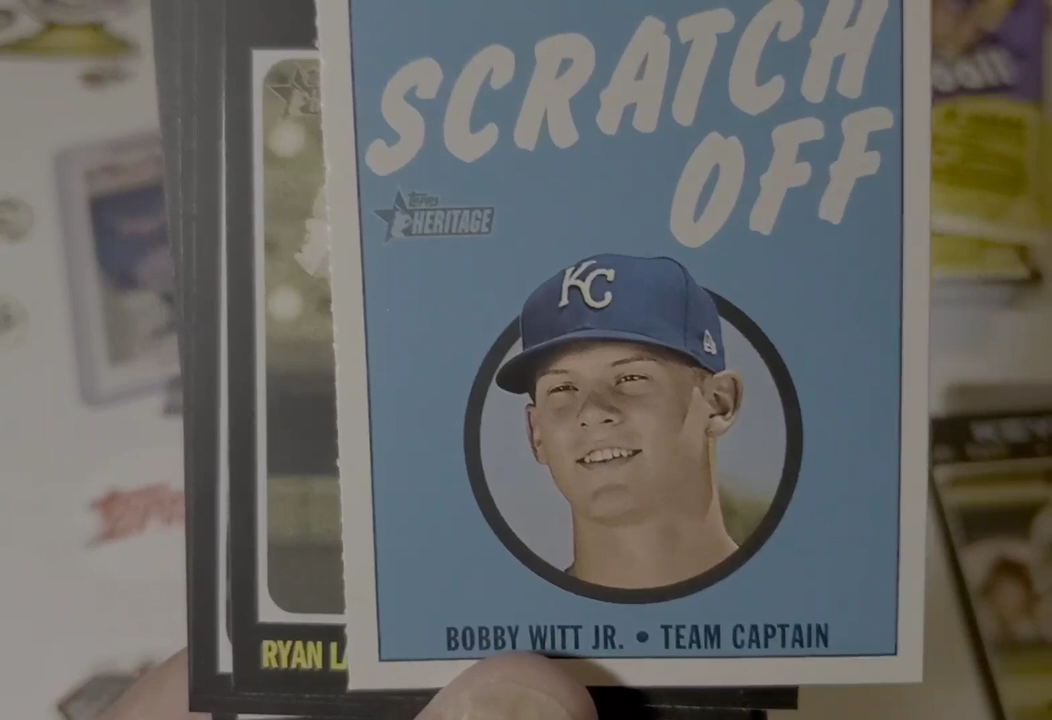 SCRATCH
OFF
Topps
HERITAGE
KC
BOBBY WITT JR. • TEAM CAPTAIN
RYAN